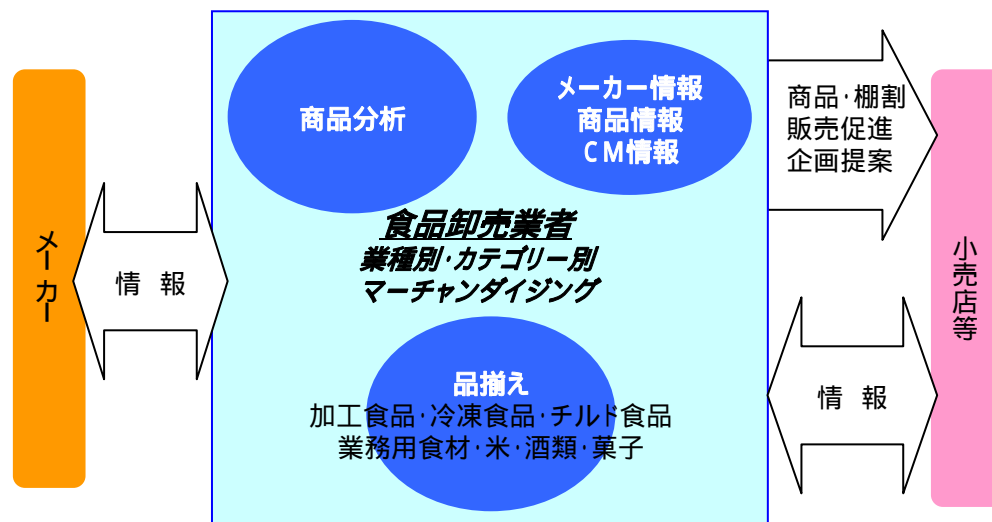 メーカー
情 報
商品分析
メーカー情報
商品情報
CM情報
食品卸売業者
業種別・カテゴリー別
マーチャンダイジング
品揃え
加工食品・冷凍食品・チルド食品
業務用食材・米・酒類・菓子
商品・棚割
販売促進
企画提案
情 報
小売店等